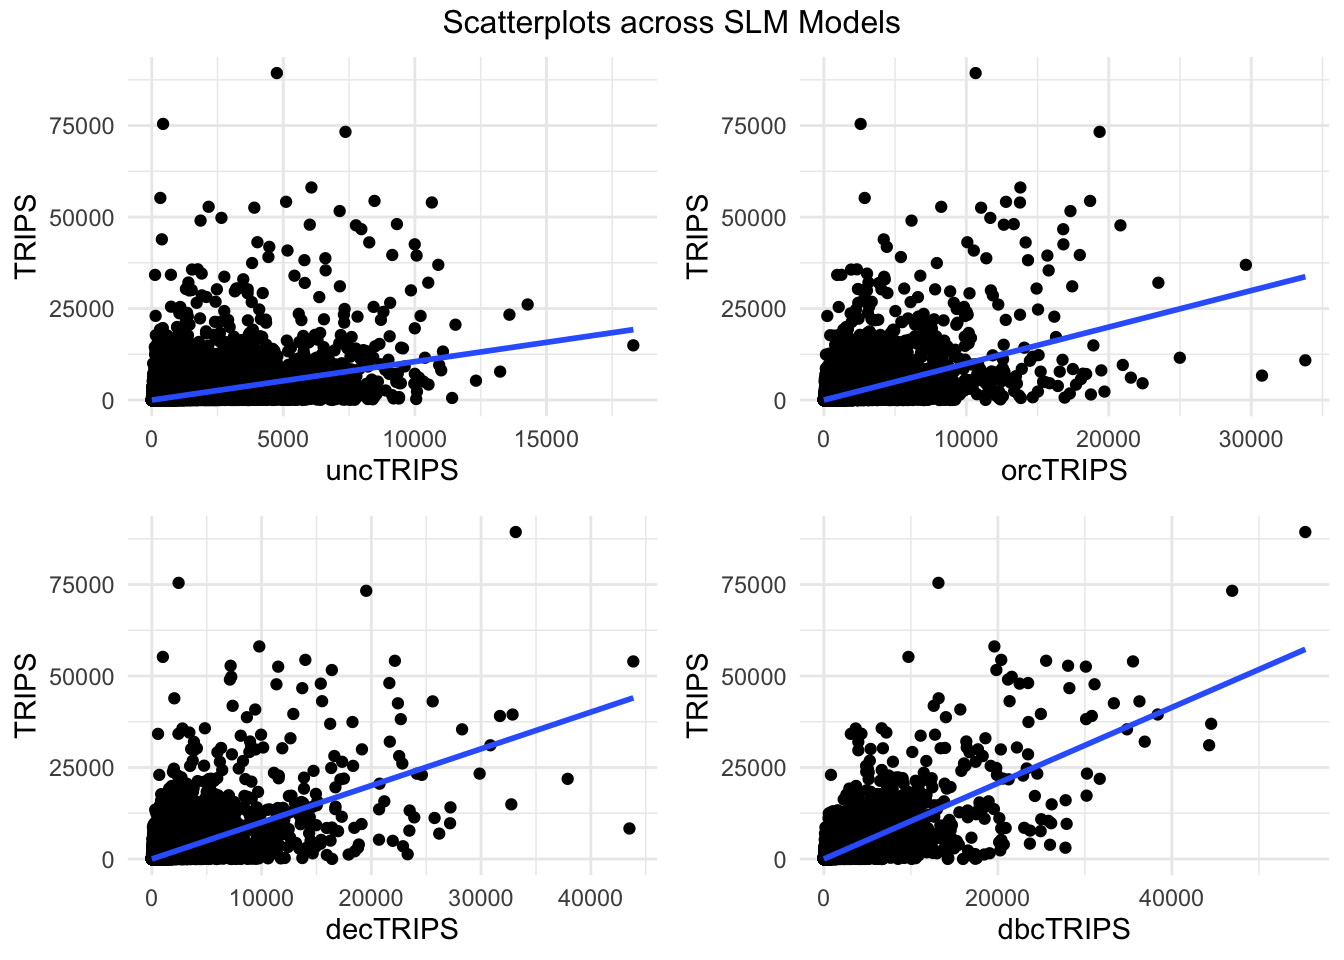 Scatterplots across SLM Models
TRIPS
75000
50000
25000
0
0 5000 10000 15000
uncTRIPS
TRIPS
75000
50000
25000
0
0 10000 20000 30000
orcTRIPS
TRIPS
75000
50000
25000
0
0 10000 20000 30000 40000
decTRIPS
TRIPS
75000
50000
25000
0
0 20000 40000
dbcTRIPS